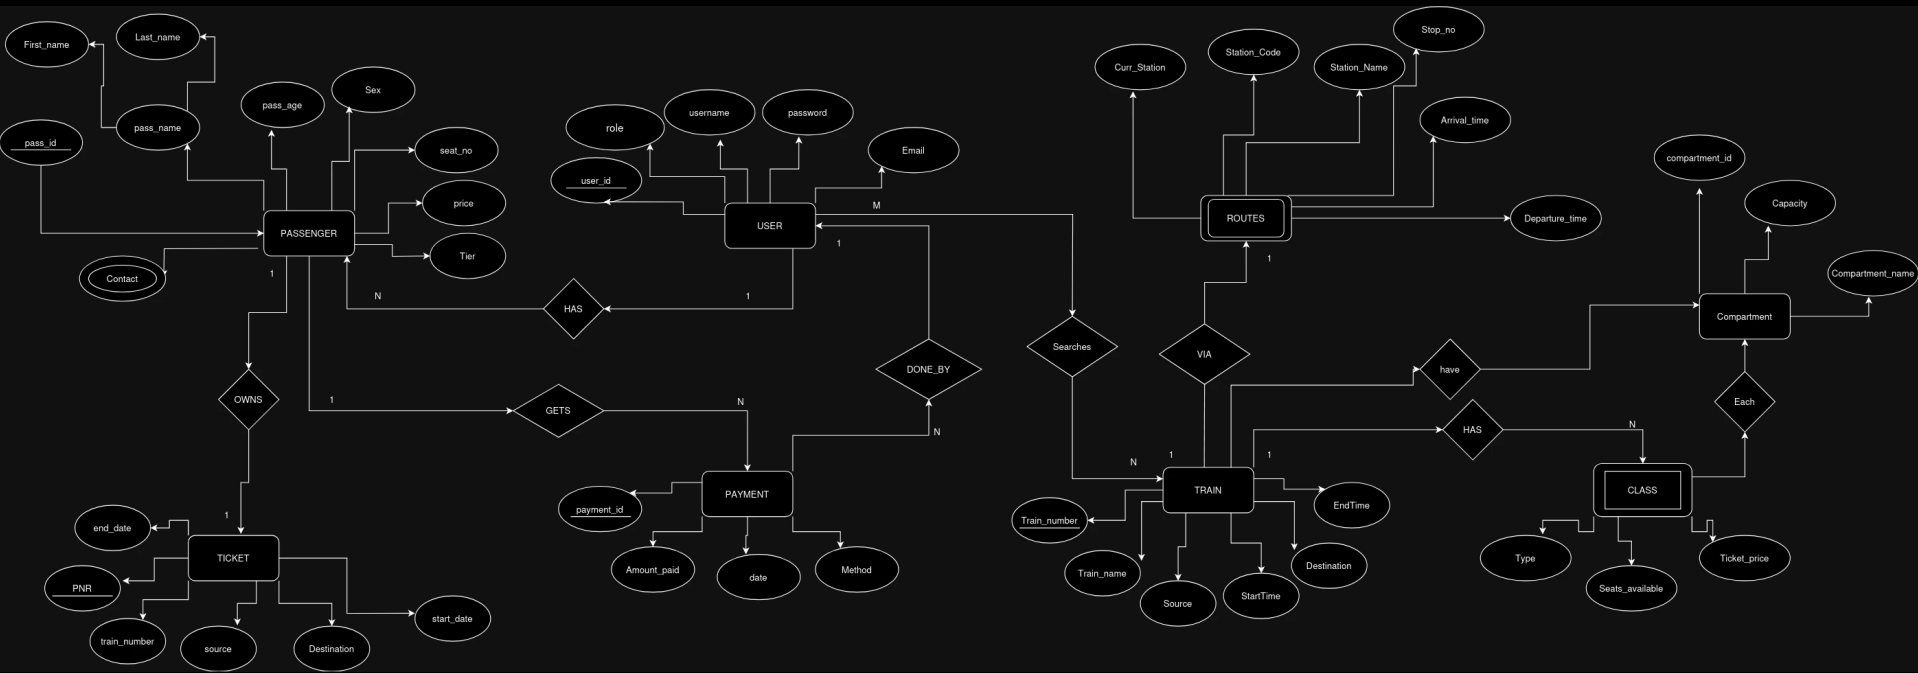 First_name
Last_name
pass_name
pass_id
pass_age
Sex
seat_no
price
Tier
PASSENGER
Contact
1
N
HAS
1
OWNS
1
GETS
N
1
TICKET
end_date
PNR
train_number
source
Destination
start_date
role
username
password
Email
user_id
USER
M
1
DONE_BY
N
PAYMENT
payment_id
Amount_paid
date
Method
Searches
N
Curr_Station
Station_Code
Station_Name
Stop_no
Arrival_time
Departure_time
ROUTES
1
VIA
1
1
have
HAS
N
TRAIN
Train_number
Train_name
Source
StartTime
Destination
EndTime
compartment_id
Capacity
Compartment_name
Compartment
Each
CLASS
Type
Seats_available
Ticket_price